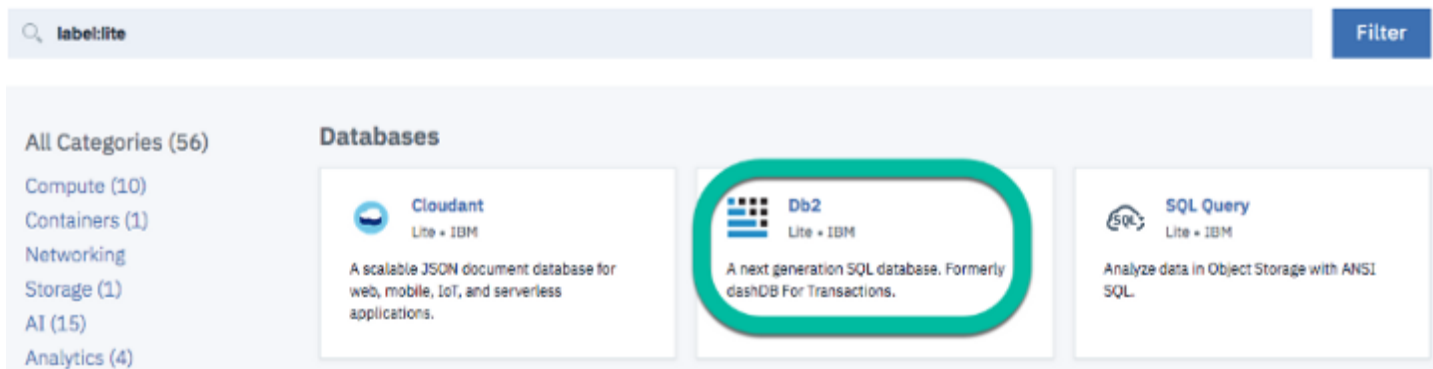 label:lite
Filter
All Categories (56)
Compute (10)
Containers (1)
Networking
Storage (1)
AI (15)
Analytics (4)
Databases
Cloudant
Lite • IBM
A scalable JSON document database for
web, mobile, IoT, and serverless
applications.
Db2
Lite • IBM
A next generation SQL database. Formerly
dashDB For Transactions.
SQL
SQL Query
Lite • IBM
Analyze data in Object Storage with ANSI
SQL.